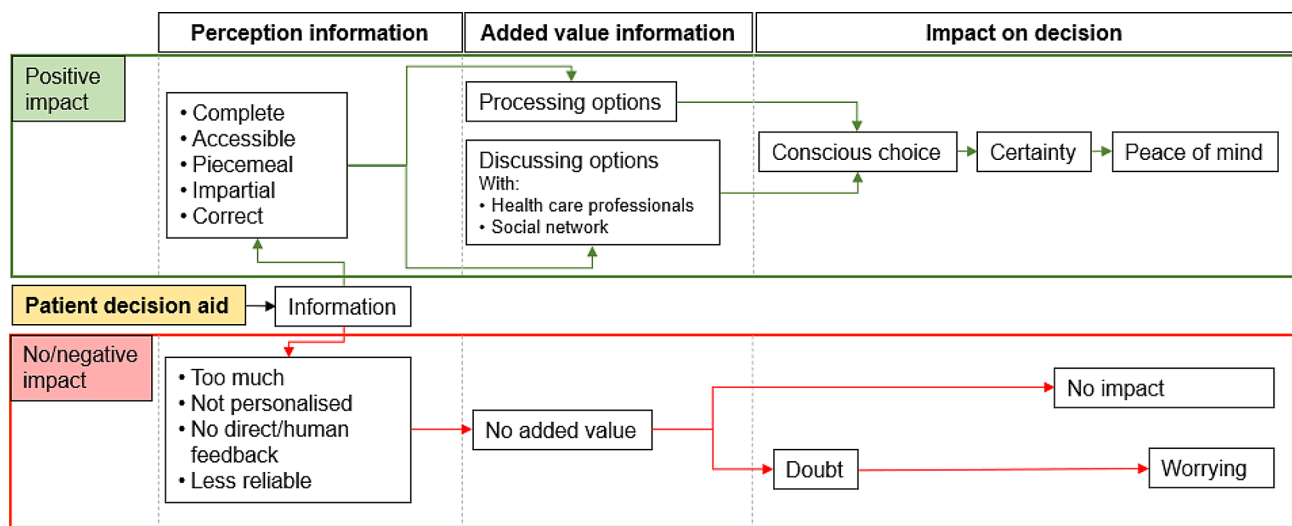 Perception information
Added value information
Impact on decision
Positive
impact
• Complete
• Accessible
• Piecemeal
• Impartial
• Correct
Processing options
Discussing options
With:
• Health care professionals
• Social network
Conscious choice
Certainty
Peace of mind
Patient decision aid
Information
No/negative
impact
• Too much
• Not personalised
• No direct/human
feedback
• Less reliable
No added value
No impact
Doubt
Worrying